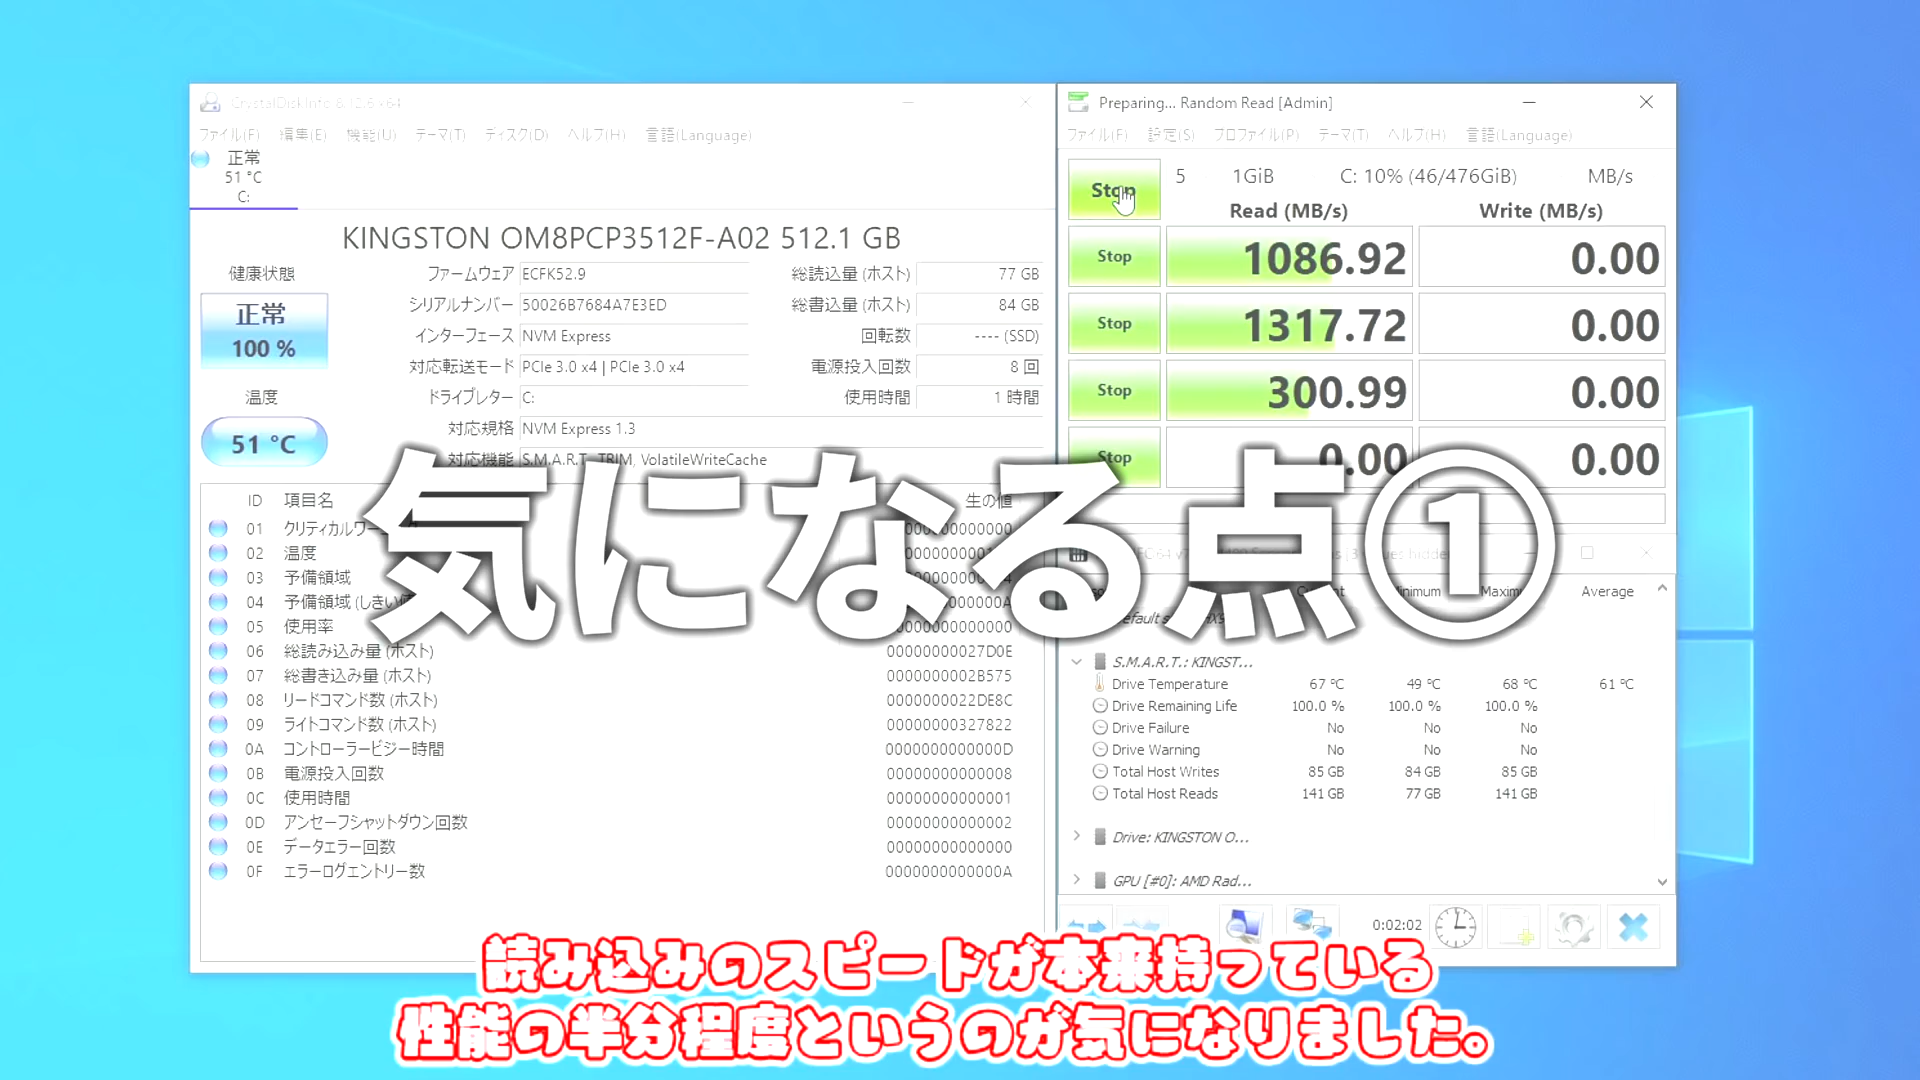 CrystalDiskInfo 8.12.6 x64
ファイル(F) 編集(E) 機能(U) テーマ(T) ディスク(D) ヘルプ(H) 言語(Language)
正常
51 °C
C:
KINGSTON OM8PCP3512F-A02 512.1 GB
健康状態
正常
100 %
温度
51 °C
ファームウェア ECFK52.9
シリアルナンバー 50026B7684A7E3ED
インターフェース NVM Express
対応転送モード PCIe 3.0 x4 | PCIe 3.0 x4
ドライブレター C:
対応規格 NVM Express 1.3
対応機能 S.M.A.R.T., TRIM, VolatileWriteCache
総読込量 (ホスト) 77 GB
総書込量 (ホスト) 84 GB
回転数 ---- (SSD)
電源投入回数 8 回
使用時間 1 時間
ID 項目名 生の値
01 クリティカルワー
02 温度
03 予備領域
04 予備領域 (しきい値
05 使用率 00000000000000
06 総読み込み量 (ホスト) 00000000027D0E
07 総書き込み量 (ホスト) 0000000002B575
08 リードコマンド数 (ホスト) 0000000022DE8C
09 ライトコマンド数 (ホスト) 00000000327822
0A コントローラービジー時間 0000000000000D
0B 電源投入回数 00000000000008
0C 使用時間 00000000000001
0D アンセーフシャットダウン回数 00000000000002
0E データエラー回数 00000000000000
0F エラーログエントリー数 0000000000000A
Preparing... Random Read [Admin]
ファイル(F) 設定(S) プロファイル(P) テーマ(T) ヘルプ(H) 言語(Language)
Stop 5 1GiB C: 10% (46/476GiB) MB/s
Read (MB/s) Write (MB/s)
Stop 1086.92 0.00
Stop 1317.72 0.00
Stop 300.99 0.00
Stop 0.00 0.00
気になる点①
Current Minimum Maximum Average
S.M.A.R.T.: KINGST...
Drive Temperature 67 °C 49 °C 68 °C 61 °C
Drive Remaining Life 100.0 % 100.0 % 100.0 %
Drive Failure No No No
Drive Warning No No No
Total Host Writes 85 GB 84 GB 85 GB
Total Host Reads 141 GB 77 GB 141 GB
Drive: KINGSTON O...
GPU [#0]: AMD Rad...
0:02:02
読み込みのスピードが本来持っている
性能の半分程度というのが気になりました。